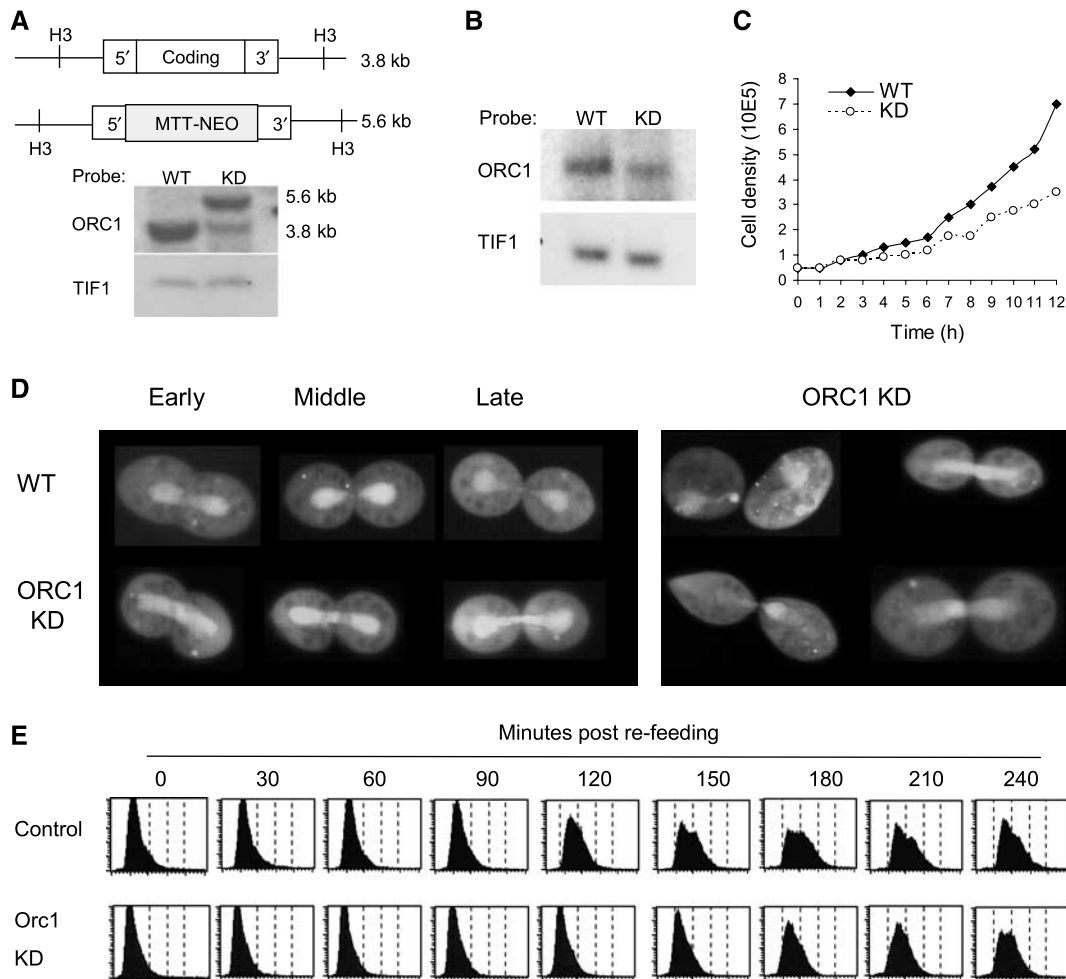 A
H3
H3
5′
Coding
3′
3.8 kb
5′
MTT-NEO
3′
5.6 kb
H3
H3
Probe:
WT
KD
5.6 kb
ORC1
3.8 kb
TIF1
B
Probe:
WT
KD
ORC1
TIF1
C
8
7
6
5
4
3
2
1
0
WT
KD
Cell density (10E5)
0 1 2 3 4 5 6 7 8 9 10 11 12
Time (h)
D
Early Middle Late
ORC1 KD
WT
ORC1
KD
E
Minutes post re-feeding
0 30 60 90 120 150 180 210 240
Control
Orc1
KD